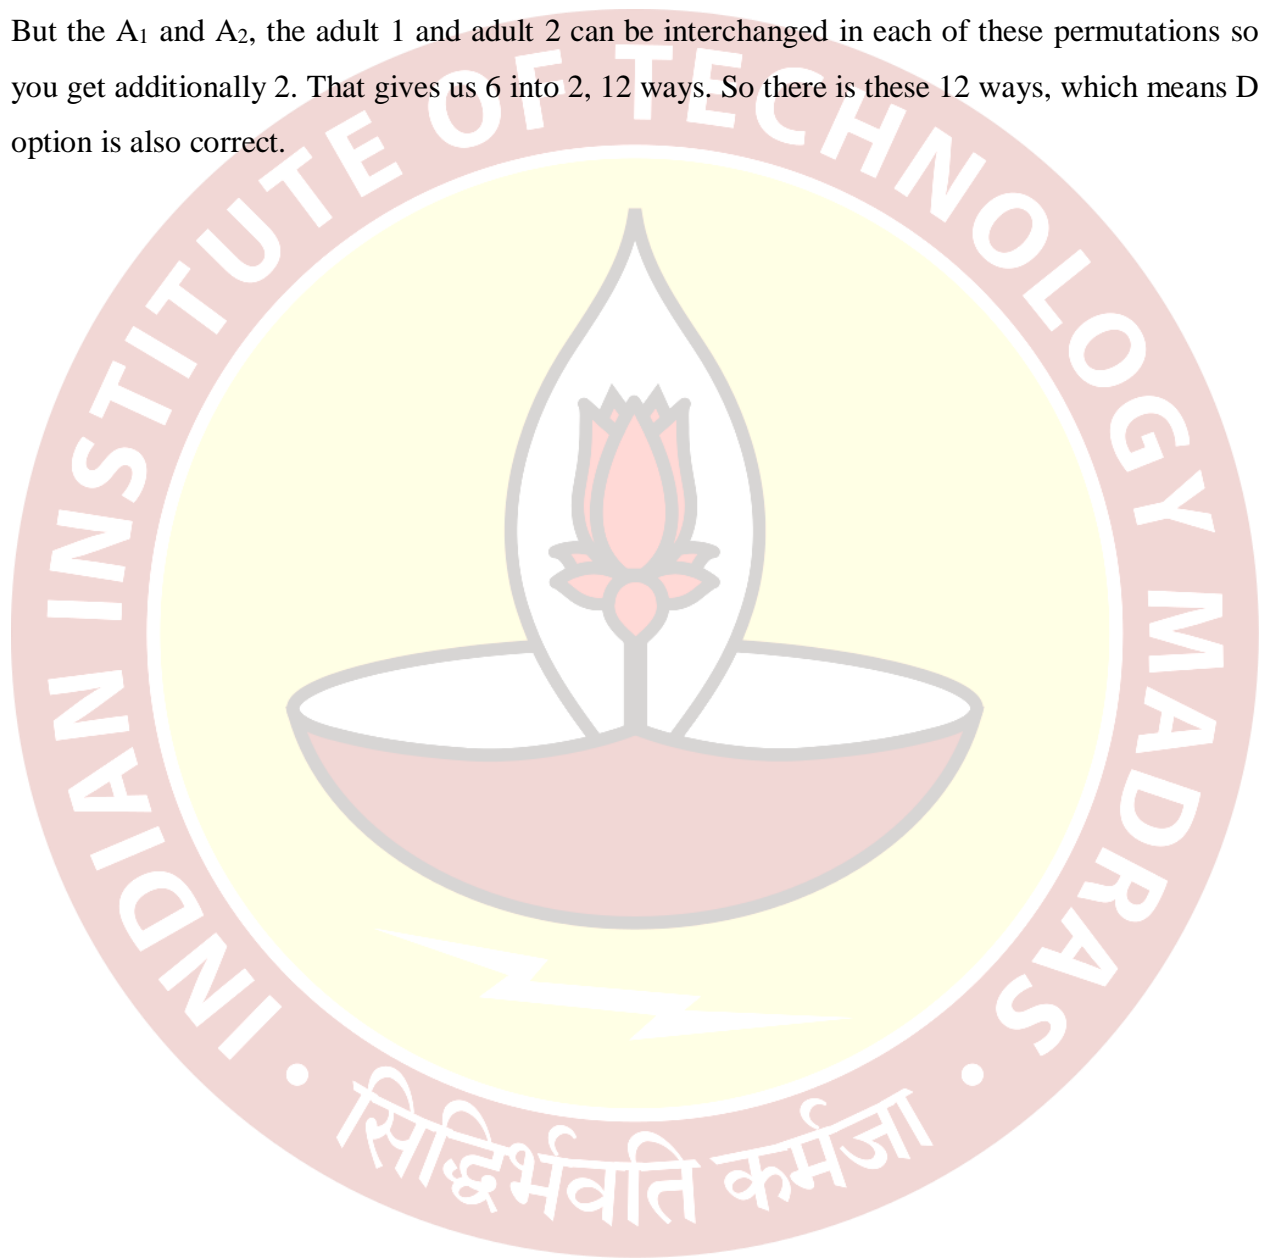 But the A₁ and A₂, the adult 1 and adult 2 can be interchanged in each of these permutations so
you get additionally 2. That gives us 6 into 2, 12 ways. So there is these 12 ways, which means D
option is also correct.
INDIAN INSTITUTE OF TECHNOLOGY MADRAS
सिद्धिर्भवति कर्मजा